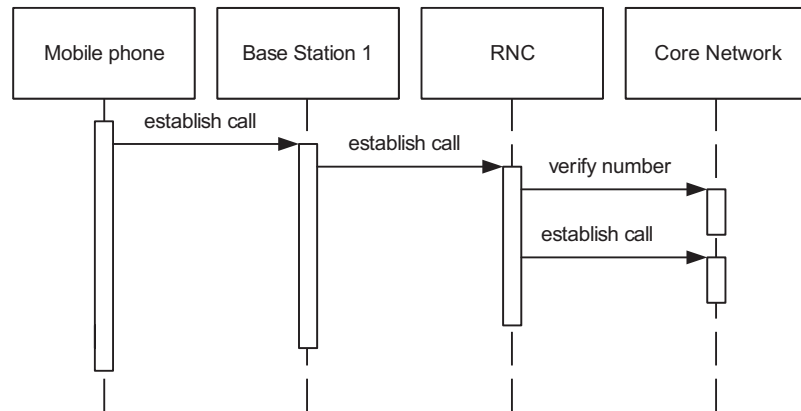 Mobile phone
Base Station 1
RNC
Core Network
establish call
establish call
verify number
establish call